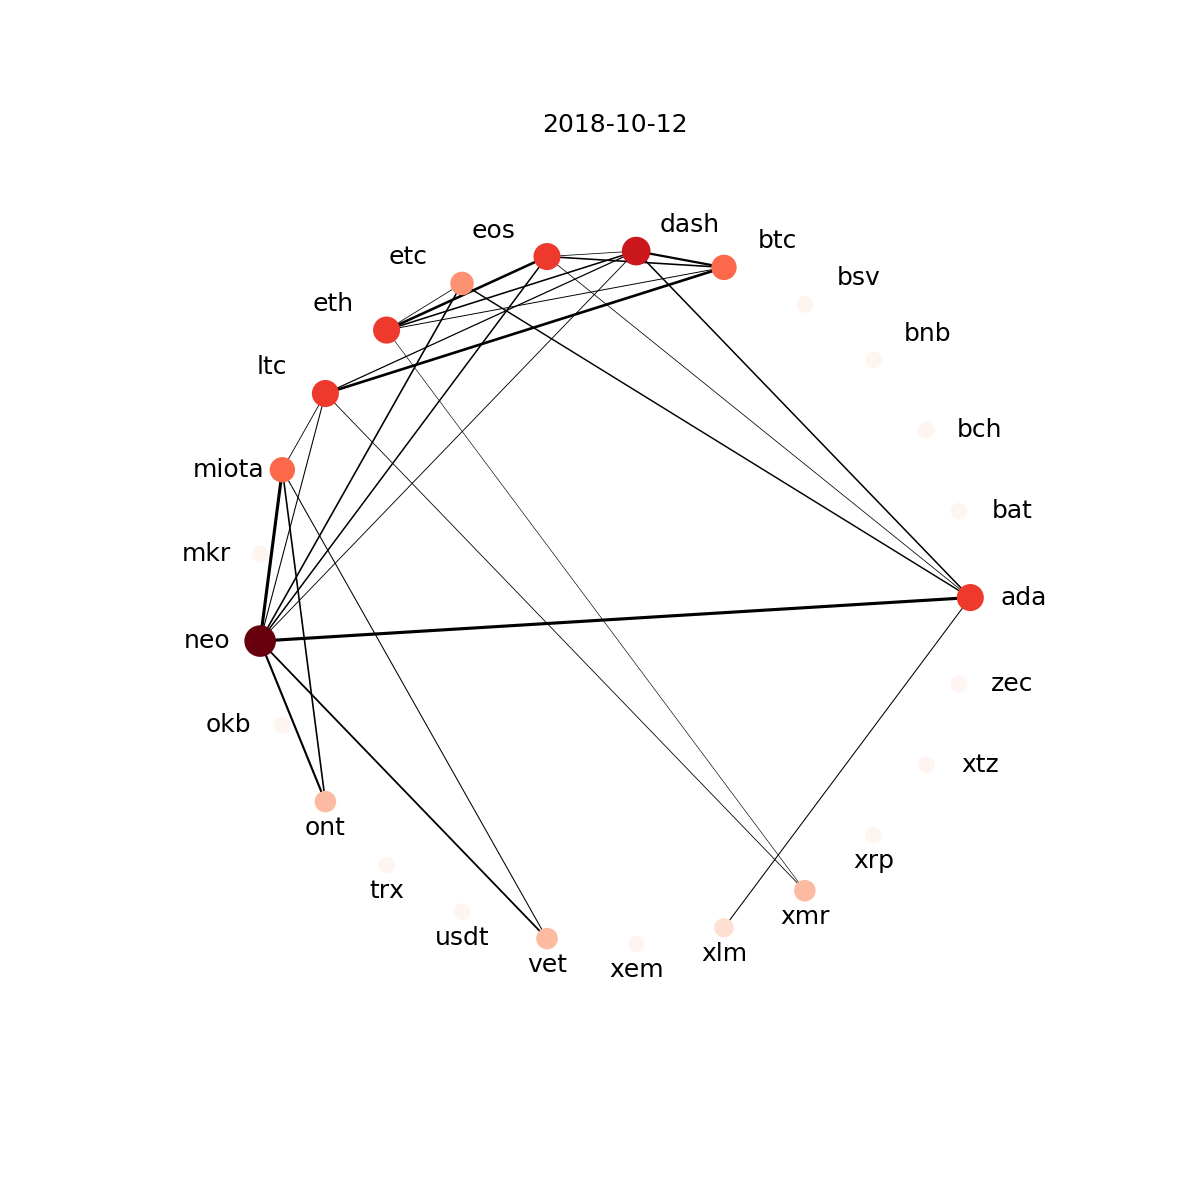 2018-10-12
dash
eos
btc
etc
bsv
eth
bnb
ltc
bch
miota
bat
mkr
ada
neo
zec
okb
xtz
ont
xrp
trx
xmr
usdt
xlm
vet
xem